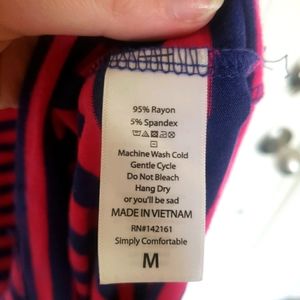 95% Rayon
5% Spandex
Machine Wash Cold
Gentle Cycle
Do Not Bleach
Hang Dry
or you'll be sad
MADE IN VIETNAM
RN#142161
Simply Comfortable
M